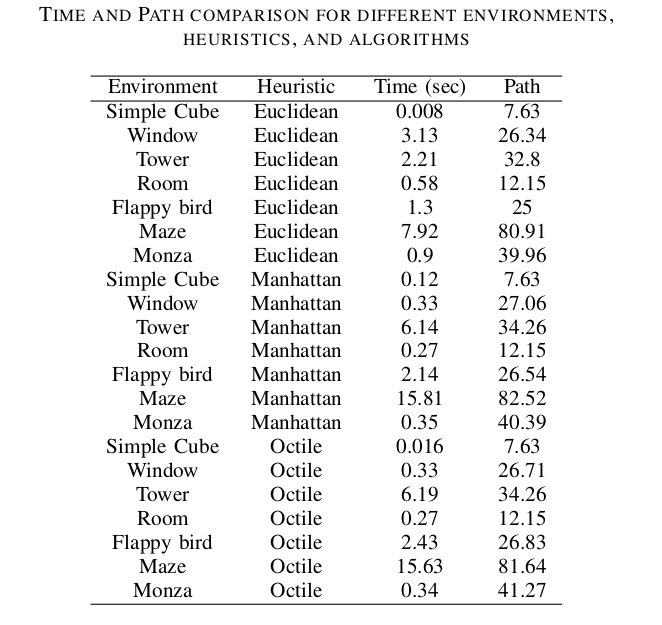 TIME AND PATH COMPARISON FOR DIFFERENT ENVIRONMENTS,
HEURISTICS, AND ALGORITHMS
Environment Heuristic Time (sec) Path
Simple Cube Euclidean 0.008 7.63
Window Euclidean 3.13 26.34
Tower Euclidean 2.21 32.8
Room Euclidean 0.58 12.15
Flappy bird Euclidean 1.3 25
Maze Euclidean 7.92 80.91
Monza Euclidean 0.9 39.96
Simple Cube Manhattan 0.12 7.63
Window Manhattan 0.33 27.06
Tower Manhattan 6.14 34.26
Room Manhattan 0.27 12.15
Flappy bird Manhattan 2.14 26.54
Maze Manhattan 15.81 82.52
Monza Manhattan 0.35 40.39
Simple Cube Octile 0.016 7.63
Window Octile 0.33 26.71
Tower Octile 6.19 34.26
Room Octile 0.27 12.15
Flappy bird Octile 2.43 26.83
Maze Octile 15.63 81.64
Monza Octile 0.34 41.27